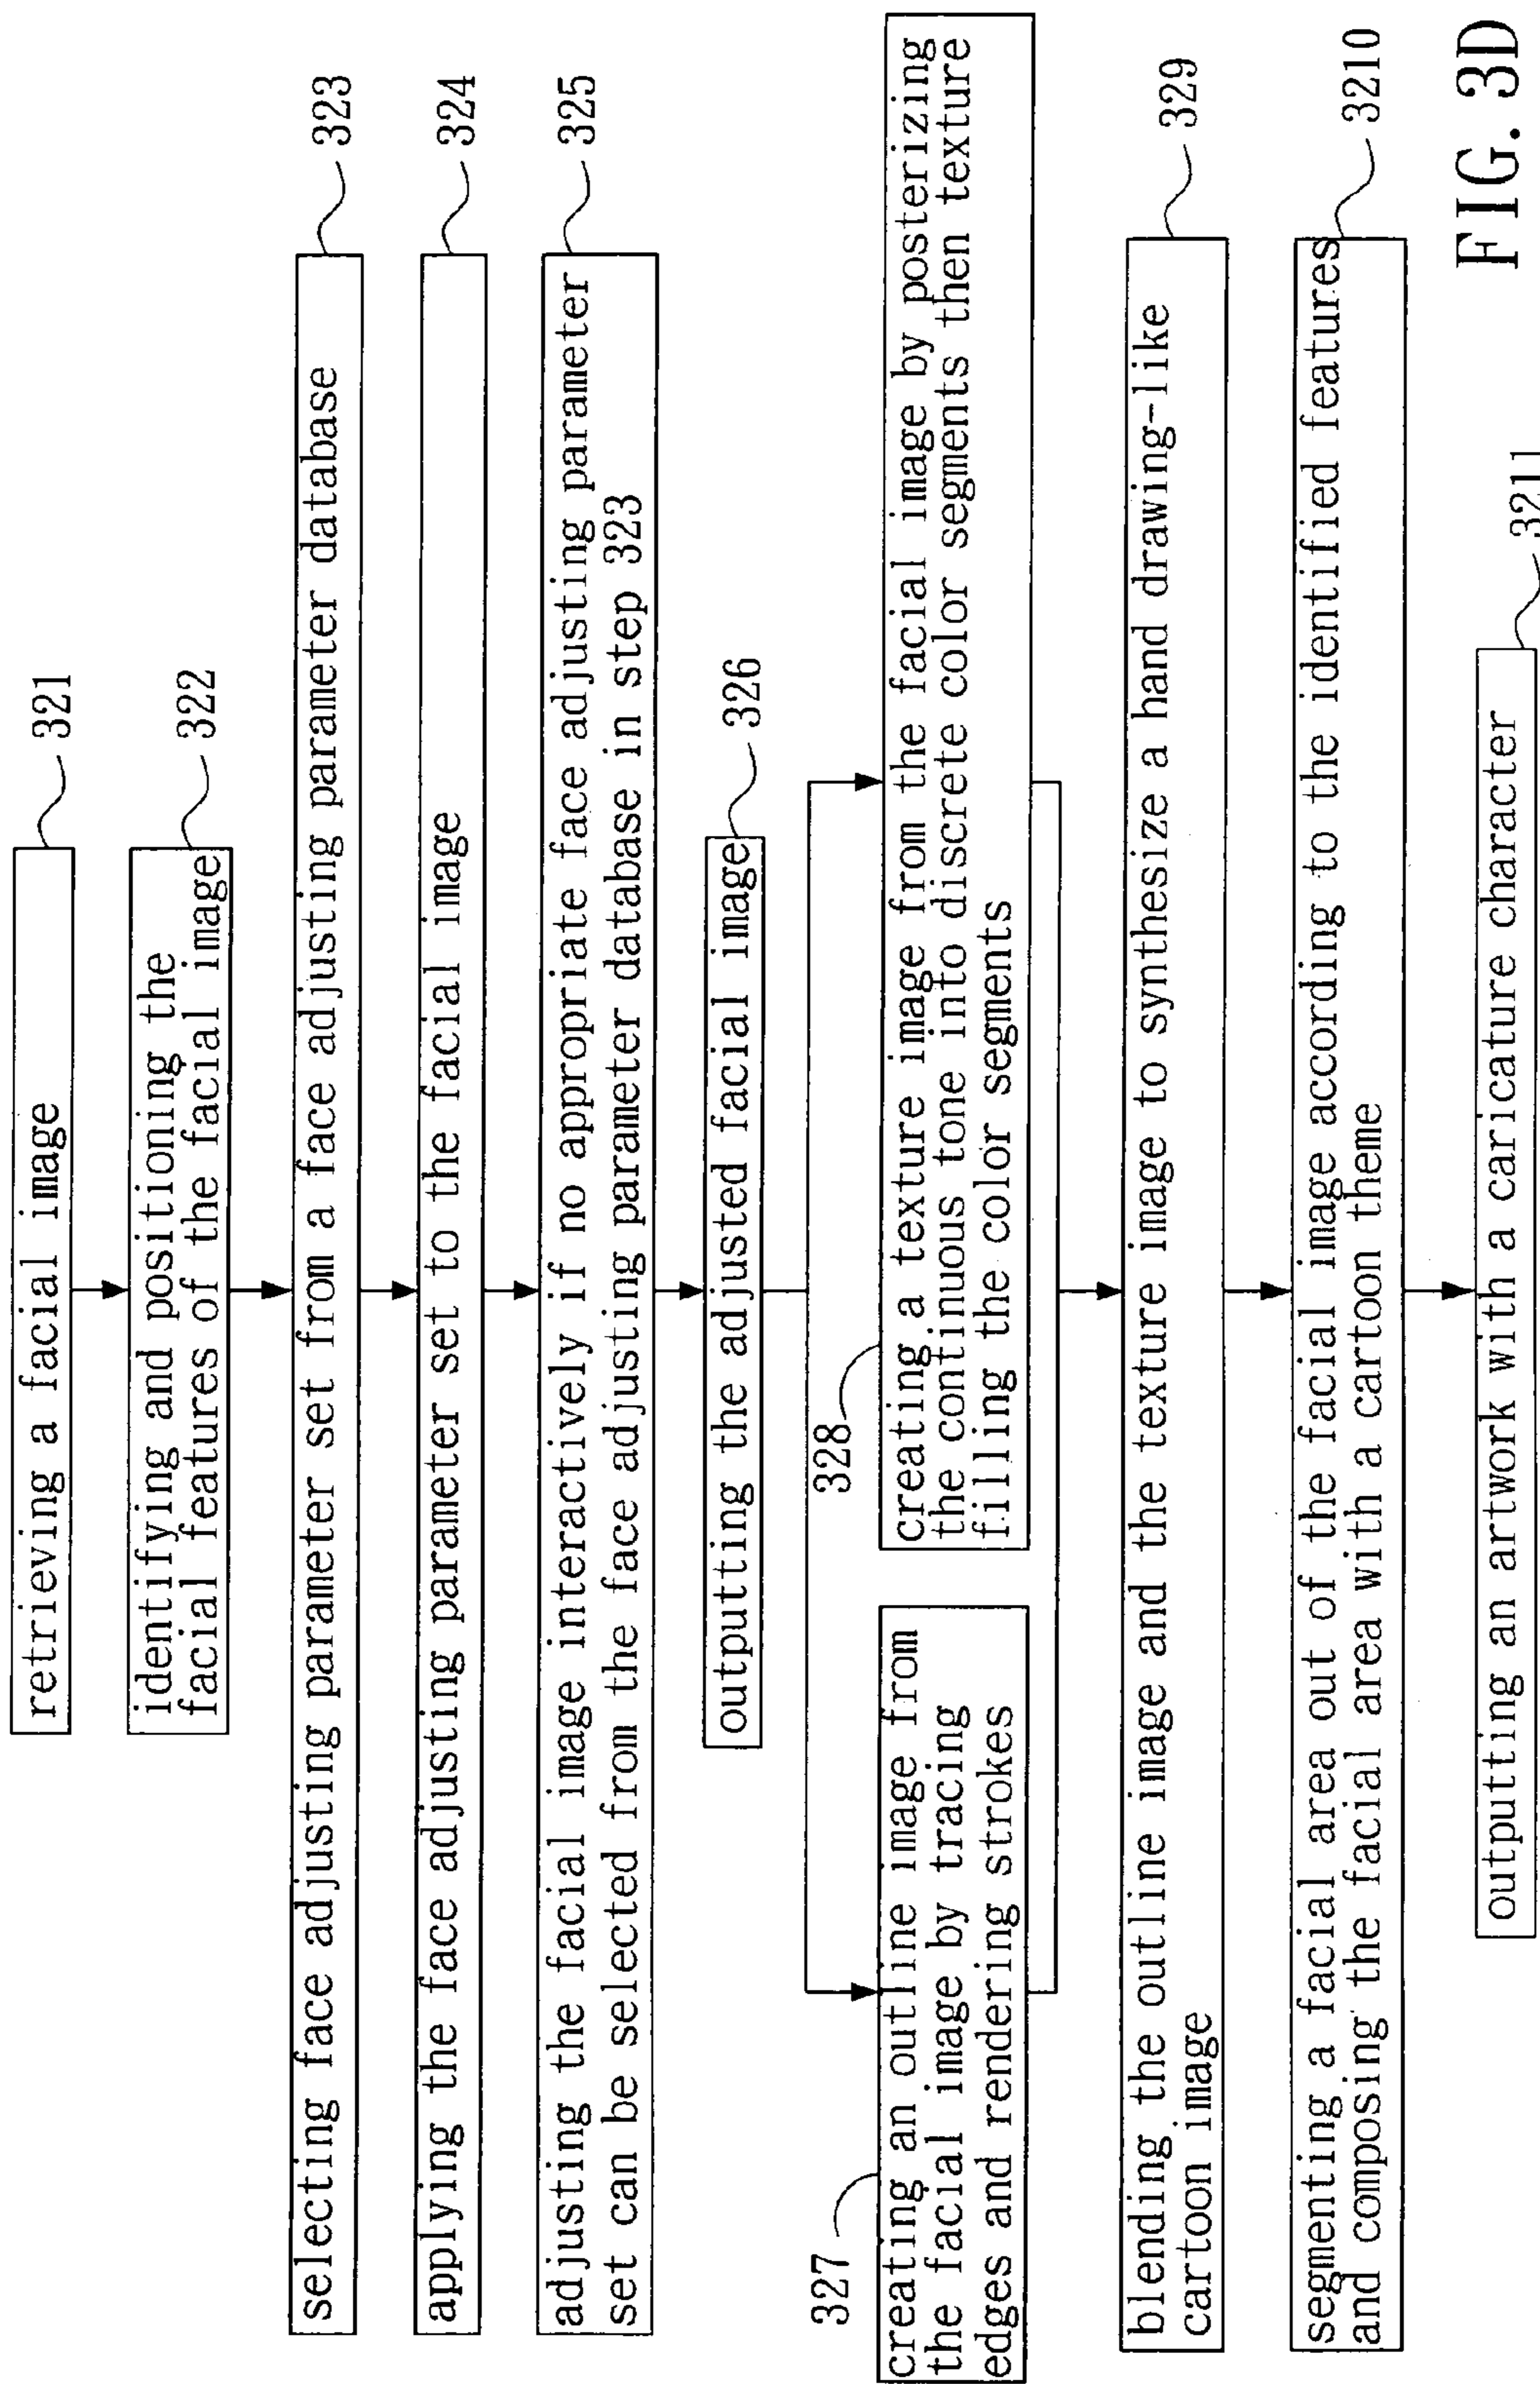 retrieving a facial image
321
identifying and positioning the
facial features of the facial image
322
selecting face adjusting parameter set from a face adjusting parameter database
323
applying the face adjusting parameter set to the facial image
324
adjusting the facial image interactively if no appropriate face adjusting parameter
set can be selected from the face adjusting parameter database in step 323
325
outputting the adjusted facial image
326
327
creating an outline image from
the facial image by tracing
edges and rendering strokes
328
creating a texture image from the facial image by posterizing
the continuous tone into discrete color segments then texture
filling the color segments
blending the outline image and the texture image to synthesize a hand drawing-like
cartoon image
329
segmenting a facial area out of the facial image according to the identified features
and composing the facial area with a cartoon theme
3210
outputting an artwork with a caricature character
3211
FIG. 3D